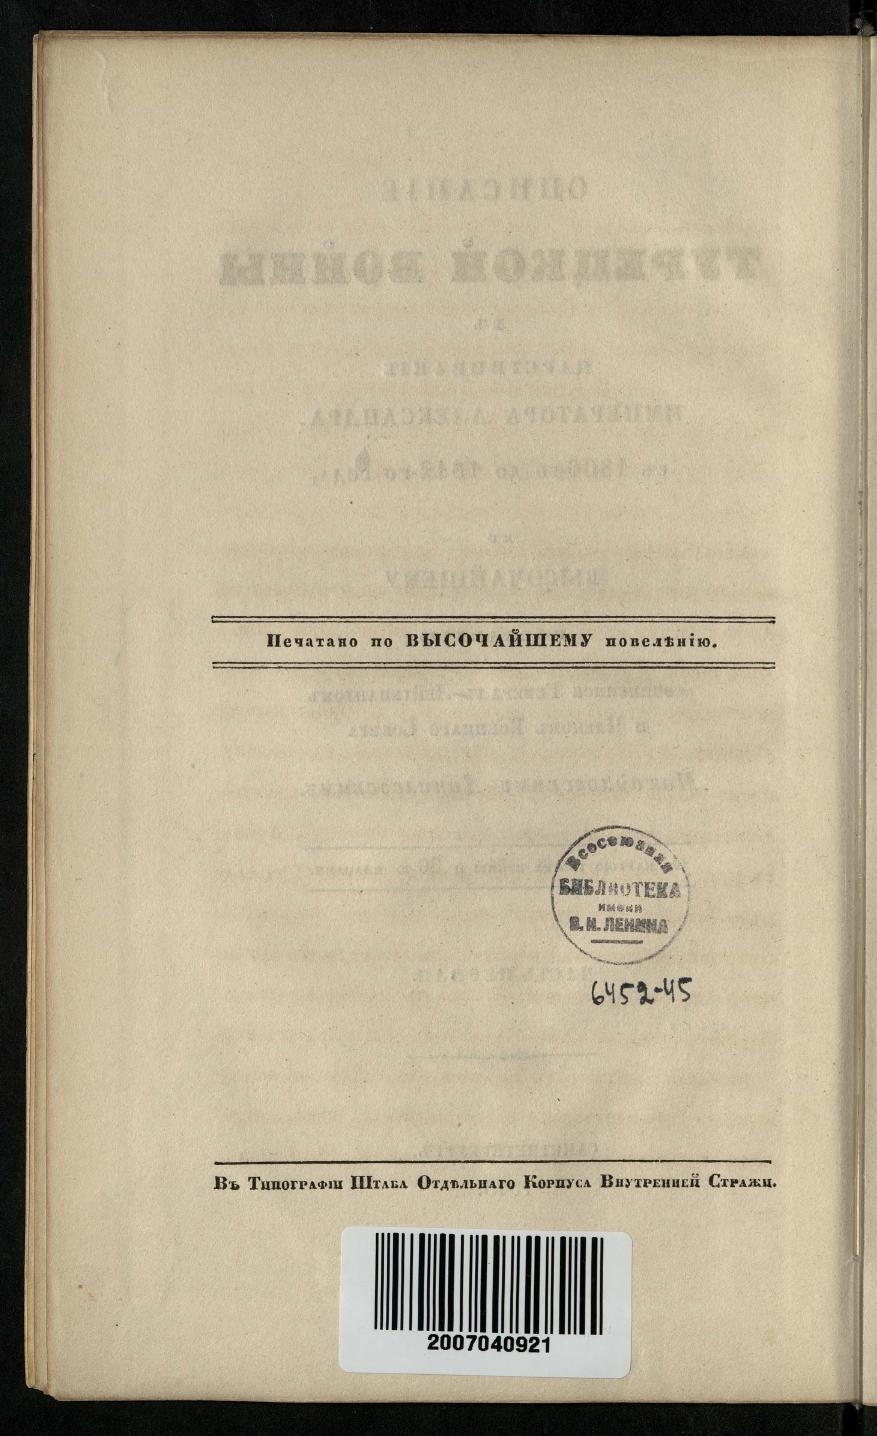 Печатано по ВЫСОЧАЙШЕМУ повелѣнію.
Всесоюзная
БИБЛИОТЕКА
имени
В. И. ЛЕНИНА
6452-45
Въ Типографіи Штаба Отдѣльнаго Корпуса Внутренней Стражи.
2007040921